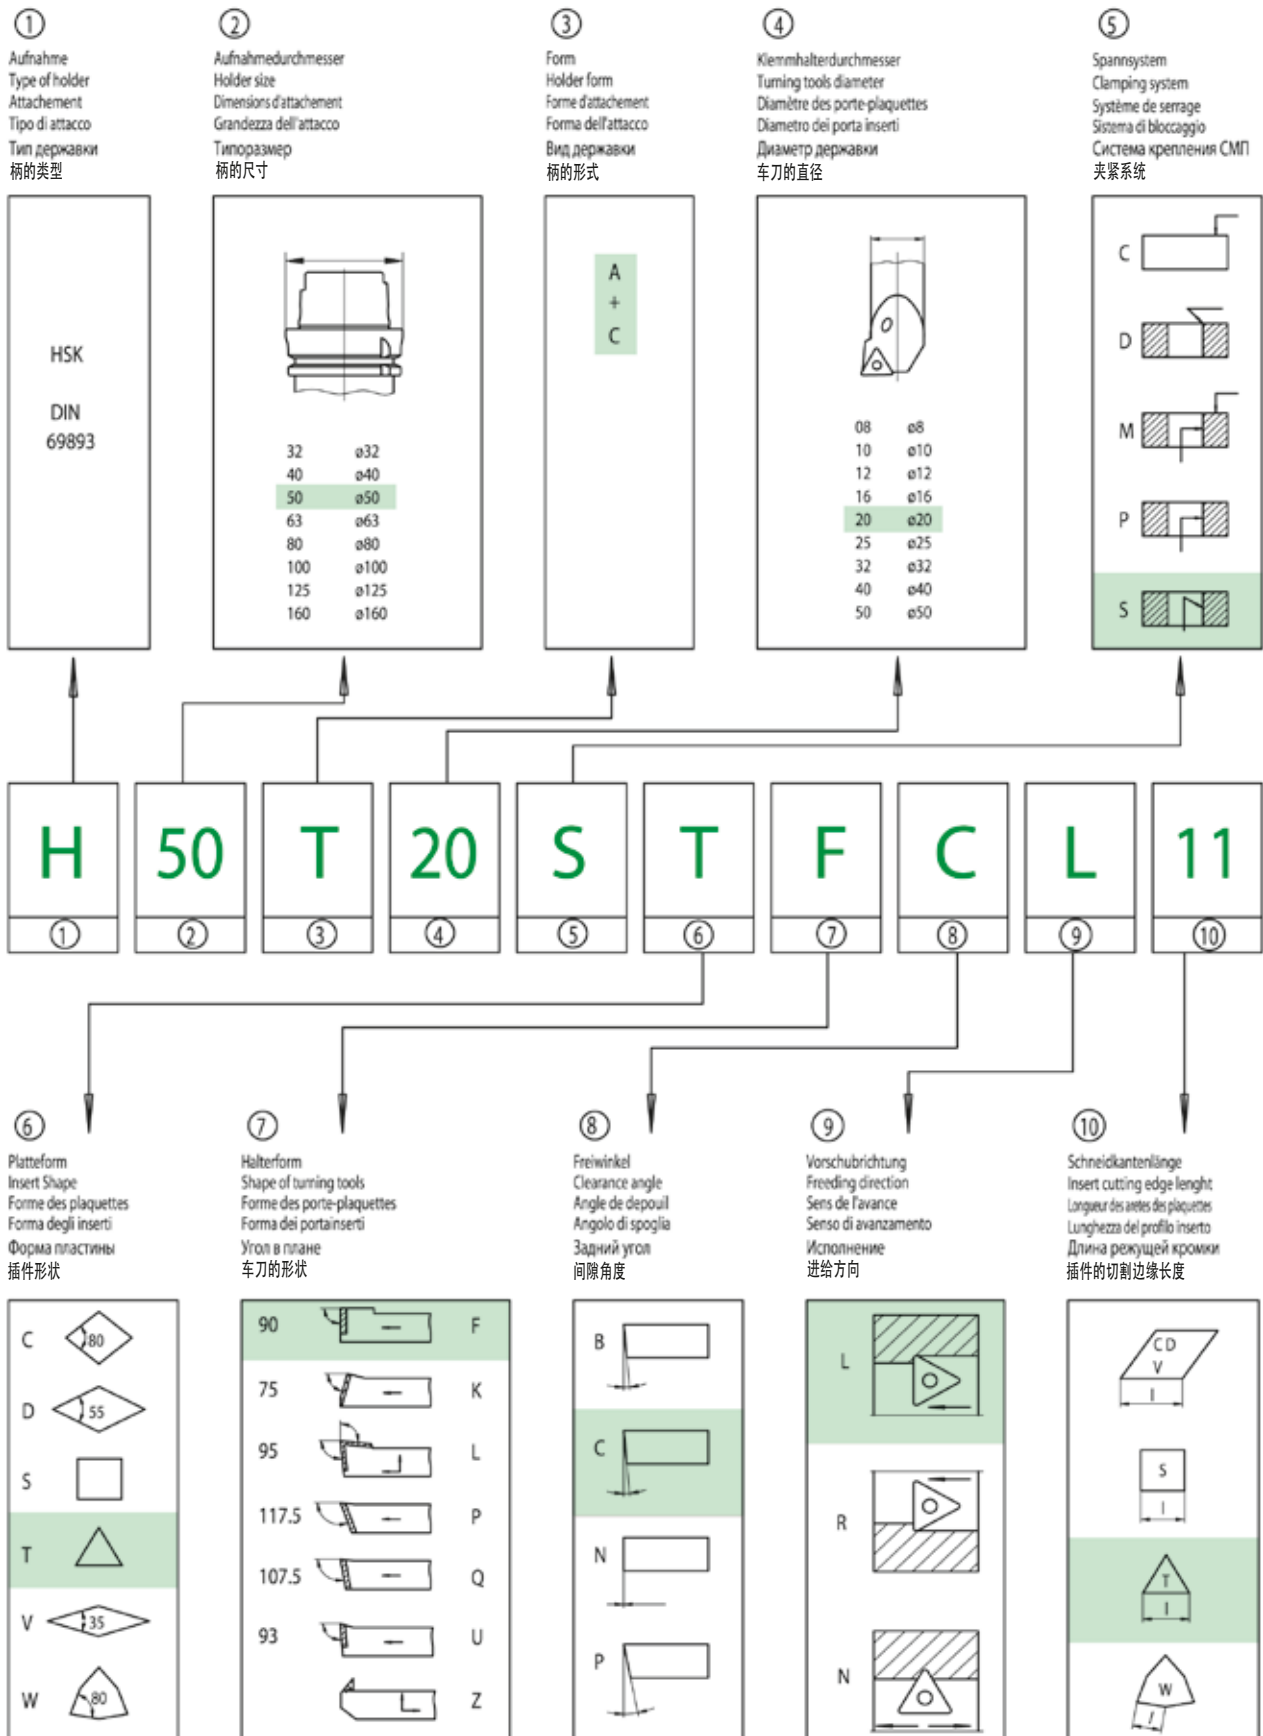 ①
Aufnahme
Type of holder
Attachement
Tipo di attacco
Тип державки
柄的类型
HSK
DIN
69893
②
Aufnahmedurchmesser
Holder size
Dimensions d'attachement
Grandezza dell'attacco
Типоразмер
柄的尺寸
32 ø32
40 ø40
50 ø50
63 ø63
80 ø80
100 ø100
125 ø125
160 ø160
③
Form
Holder form
Forme d'attachement
Forma dell'attacco
Вид державки
柄的形式
A
+
C
④
Klemmhalterdurchmesser
Turning tools diameter
Diamètre des porte-plaquettes
Diametro dei porta inserti
Диаметр державки
车刀的直径
08 ø8
10 ø10
12 ø12
16 ø16
20 ø20
25 ø25
32 ø32
40 ø40
50 ø50
⑤
Spannsystem
Clamping system
Système de serrage
Sistema di bloccaggio
Система крепления СМП
夹紧系统
C
D
M
P
S
H 50 T 20 S T F C L 11
① ② ③ ④ ⑤ ⑥ ⑦ ⑧ ⑨ ⑩
⑥
Platteform
Insert Shape
Forme des plaquettes
Forma degli inserti
Форма пластины
插件形状
C 80
D 55
S
T
V 35
W 80
⑦
Halterform
Shape of turning tools
Forme des porte-plaquettes
Forma dei portainserti
Угол в плане
车刀的形状
90 F
75 K
95 L
117.5 P
107.5 Q
93 U
Z
⑧
Freiwinkel
Clearance angle
Angle de depouil
Angolo di spoglia
Задний угол
间隙角度
B
C
N
P
⑨
Vorschubrichtung
Freeding direction
Sens de l'avance
Senso di avanzamento
Исполнение
进给方向
L
R
N
⑩
Schneidkantenlänge
Insert cutting edge lenght
Longueur des aretes des plaquettes
Lunghezza del profilo inserto
Длина режущей кромки
插件的切割边缘长度
C D
V
l
S
l
T
l
W
l